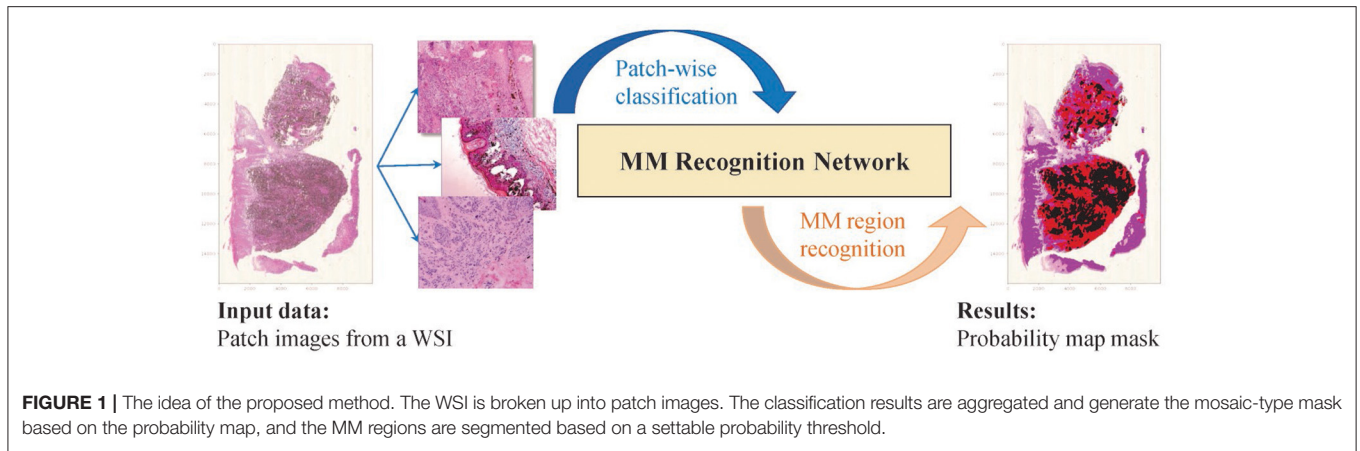 Patch-wise
classification
MM Recognition Network
MM region
recognition
Input data:
Patch images from a WSI
Results:
Probability map mask
FIGURE 1 | The idea of the proposed method. The WSI is broken up into patch images. The classification results are aggregated and generate the mosaic-type mask
based on the probability map, and the MM regions are segmented based on a settable probability threshold.